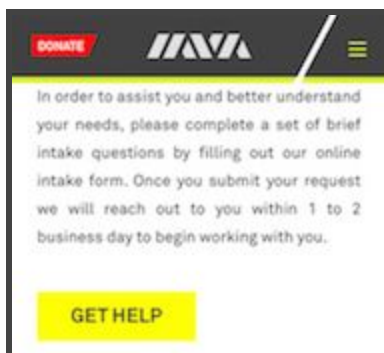 DONATE
IAVA
In order to assist you and better understand
your needs, please complete a set of brief
intake questions by filling out our online
intake form. Once you submit your request
we will reach out to you within 1 to 2
business day to begin working with you.
GET HELP